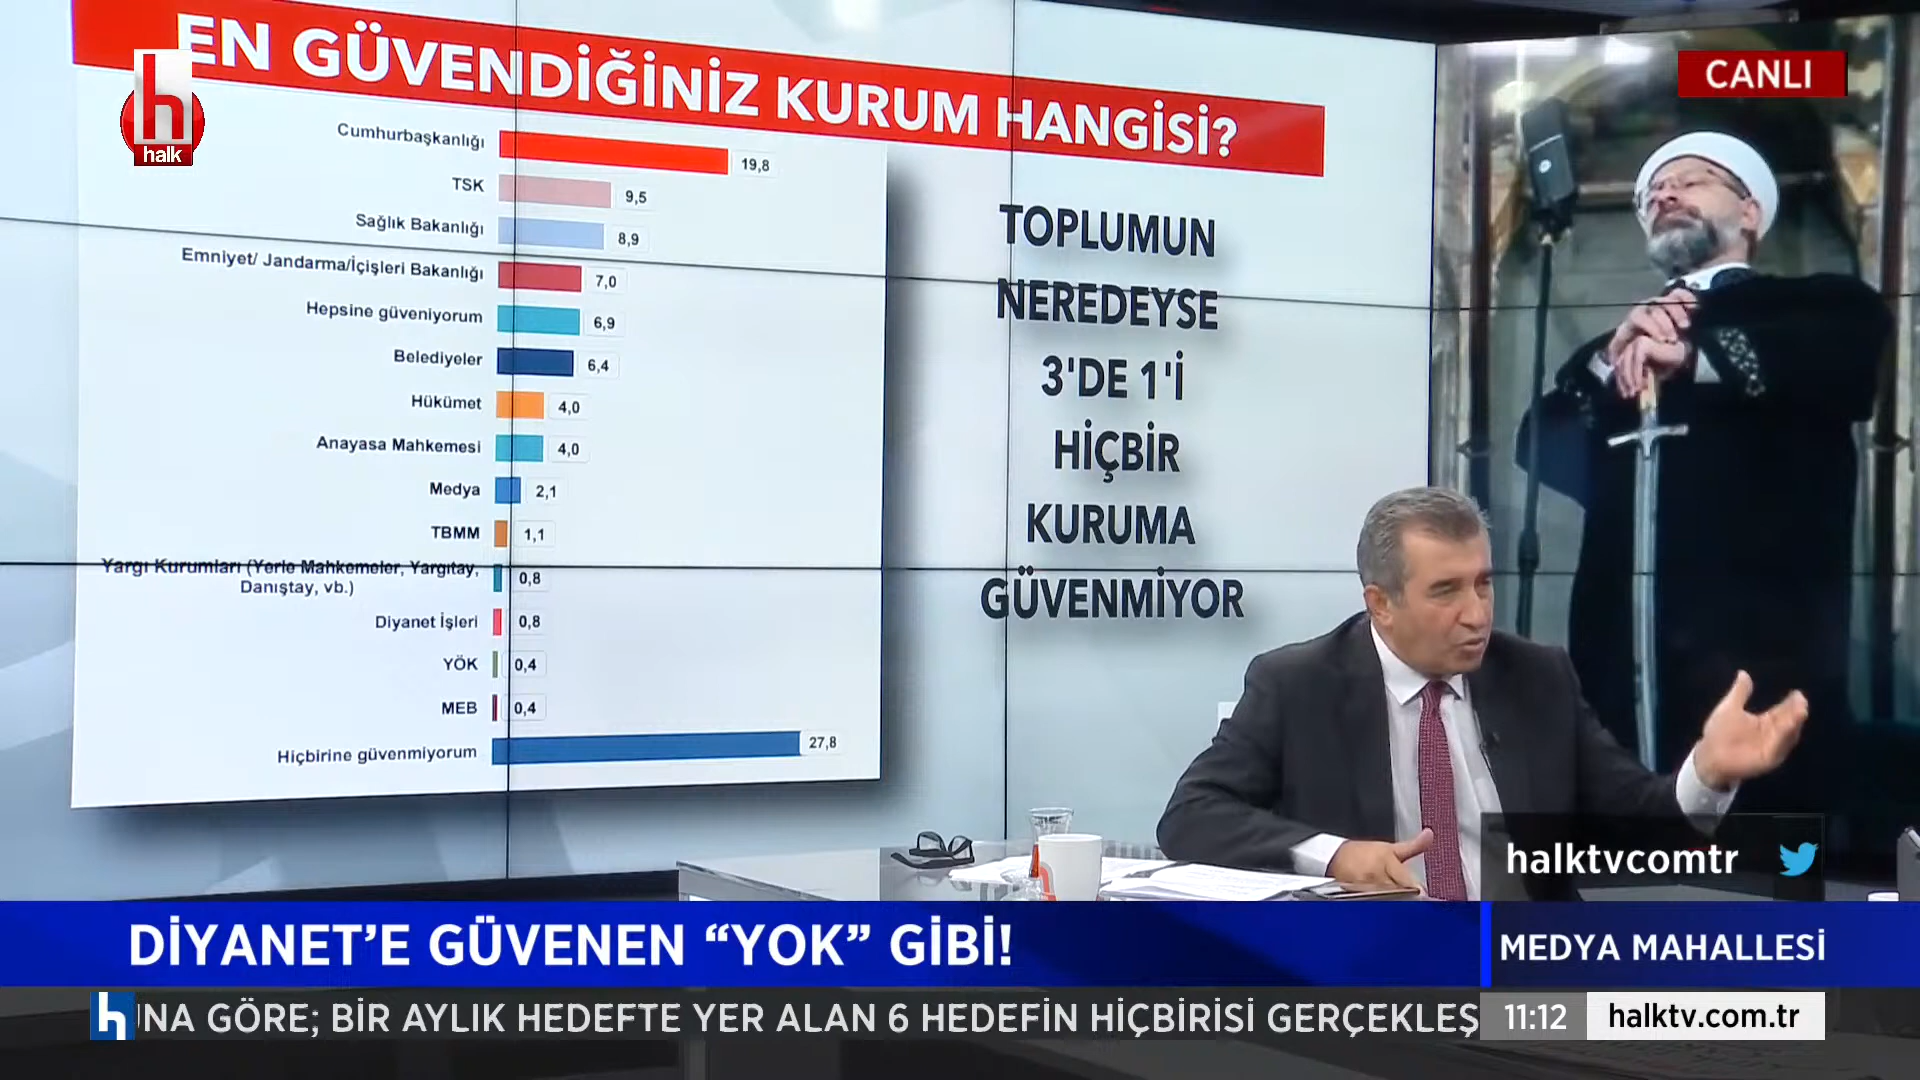 EN GÜVENDİĞİNİZ KURUM HANGİSİ?
h
halk
CANLI
Cumhurbaşkanlığı 19,8
TSK 9,5
Sağlık Bakanlığı 8,9
Emniyet/ Jandarma/İçişleri Bakanlığı 7,0
Hepsine güveniyorum 6,9
Belediyeler 6,4
Hükümet 4,0
Anayasa Mahkemesi 4,0
Medya 2,1
TBMM 1,1
Yargı Kurumları (Yerle Mahkemeler, Yargıtay,
Danıştay, vb.) 0,8
Diyanet İşleri 0,8
YÖK 0,4
MEB 0,4
Hiçbirine güvenmiyorum 27,8
TOPLUMUN
NEREDEYSE
3'DE 1'İ
HİÇBİR
KURUMA
GÜVENMİYOR
halktvcomtr
DİYANET’E GÜVENEN “YOK” GİBİ!
MEDYA MAHALLESİ
h UNA GÖRE; BİR AYLIK HEDEFTE YER ALAN 6 HEDEFİN HİÇBİRİSİ GERÇEKLEŞ
11:12
halktv.com.tr